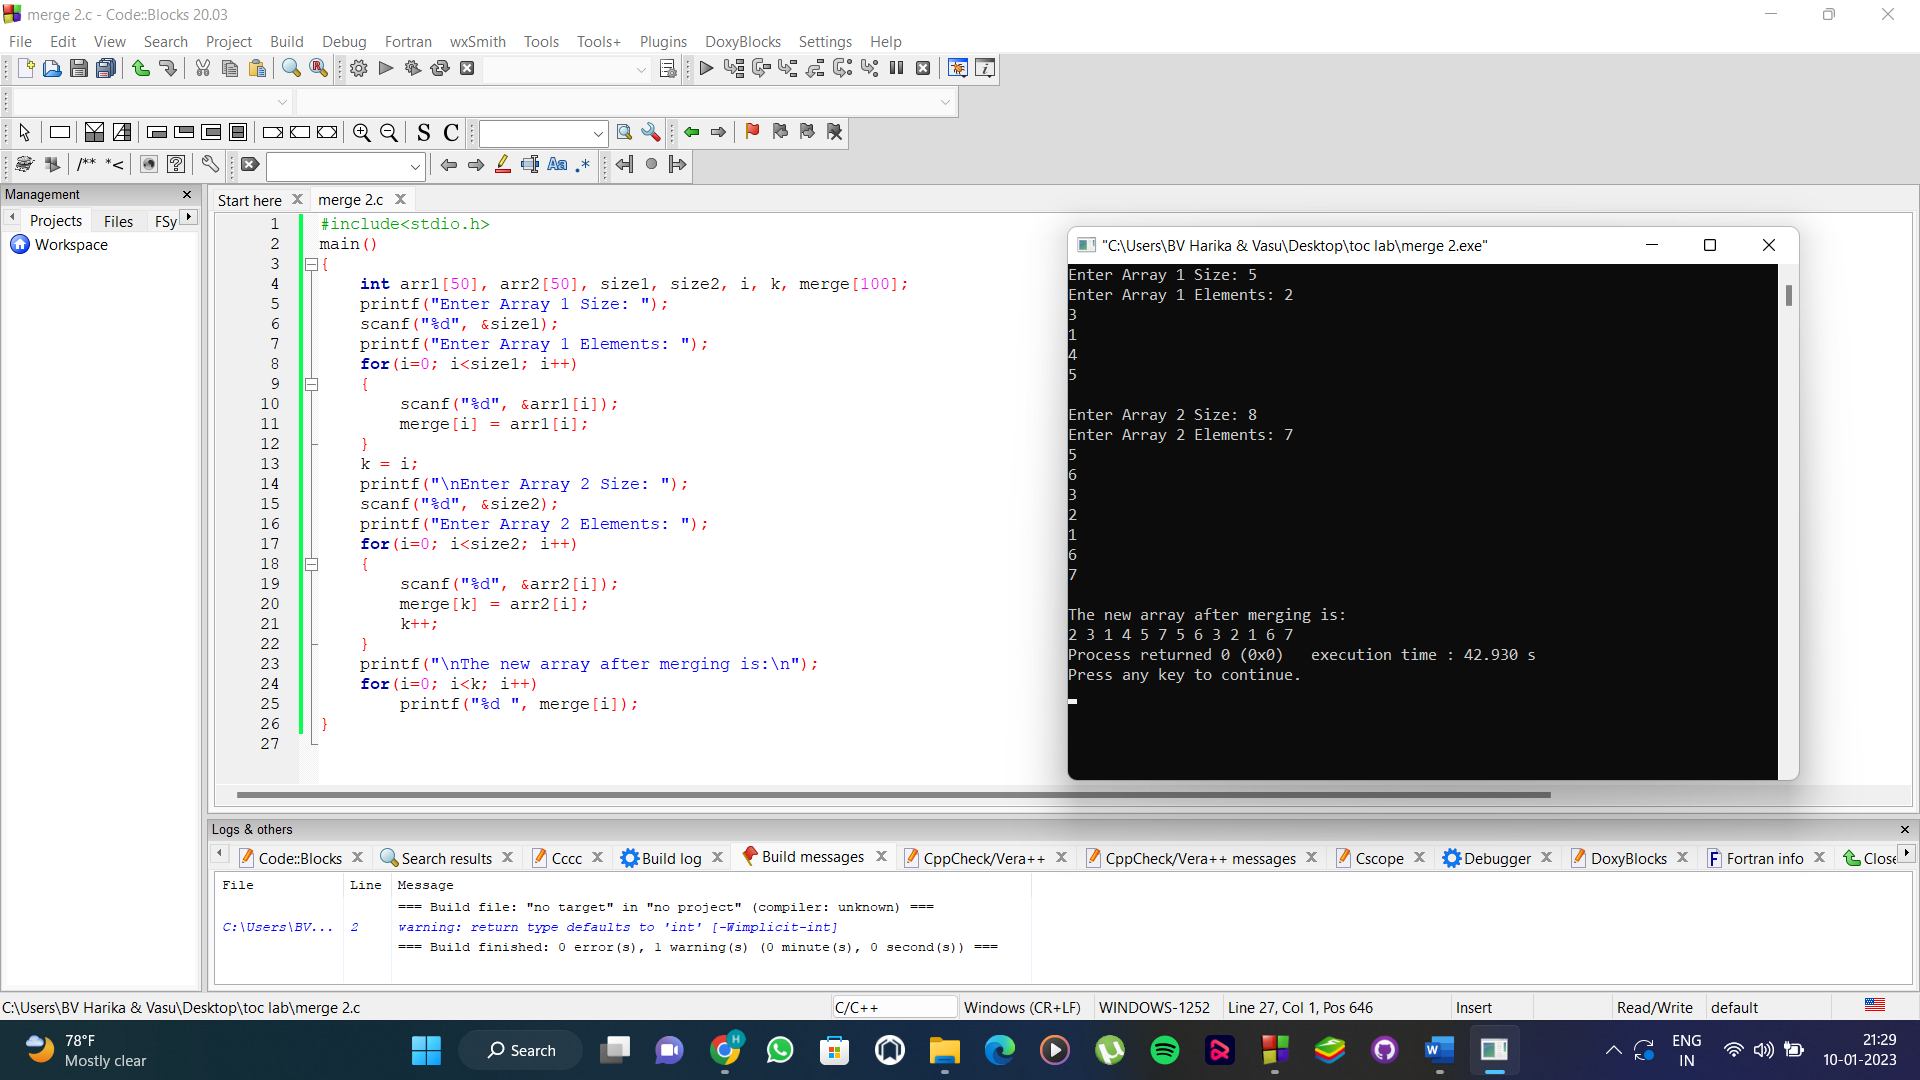 merge 2.c - Code::Blocks 20.03
File Edit View Search Project Build Debug Fortran wxSmith Tools Tools+ Plugins DoxyBlocks Settings Help
S C
/** *<
Aa .*
Management
Projects Files FSy
Workspace
Start here merge 2.c
1 #include<stdio.h>
2 main()
3 {
4 int arr1[50], arr2[50], size1, size2, i, k, merge[100];
5 printf("Enter Array 1 Size: ");
6 scanf("%d", &size1);
7 printf("Enter Array 1 Elements: ");
8 for(i=0; i<size1; i++)
9 {
10 scanf("%d", &arr1[i]);
11 merge[i] = arr1[i];
12 }
13 k = i;
14 printf("\nEnter Array 2 Size: ");
15 scanf("%d", &size2);
16 printf("Enter Array 2 Elements: ");
17 for(i=0; i<size2; i++)
18 {
19 scanf("%d", &arr2[i]);
20 merge[k] = arr2[i];
21 k++;
22 }
23 printf("\nThe new array after merging is:\n");
24 for(i=0; i<k; i++)
25 printf("%d ", merge[i]);
26 }
27
"C:\Users\BV Harika & Vasu\Desktop\toc lab\merge 2.exe"
Enter Array 1 Size: 5
Enter Array 1 Elements: 2
3
1
4
5
Enter Array 2 Size: 8
Enter Array 2 Elements: 7
5
6
3
2
1
6
7
The new array after merging is:
2 3 1 4 5 7 5 6 3 2 1 6 7
Process returned 0 (0x0)   execution time : 42.930 s
Press any key to continue.
Logs & others
Code::Blocks Search results Cccc Build log Build messages CppCheck/Vera++ CppCheck/Vera++ messages Cscope Debugger DoxyBlocks Fortran info Close
File Line Message
=== Build file: "no target" in "no project" (compiler: unknown) ===
C:\Users\BV... 2 warning: return type defaults to 'int' [-Wimplicit-int]
=== Build finished: 0 error(s), 1 warning(s) (0 minute(s), 0 second(s)) ===
C:\Users\BV Harika & Vasu\Desktop\toc lab\merge 2.c C/C++ Windows (CR+LF) WINDOWS-1252 Line 27, Col 1, Pos 646 Insert Read/Write default
78°F
Mostly clear
Search
H
ENG
IN
21:29
10-01-2023